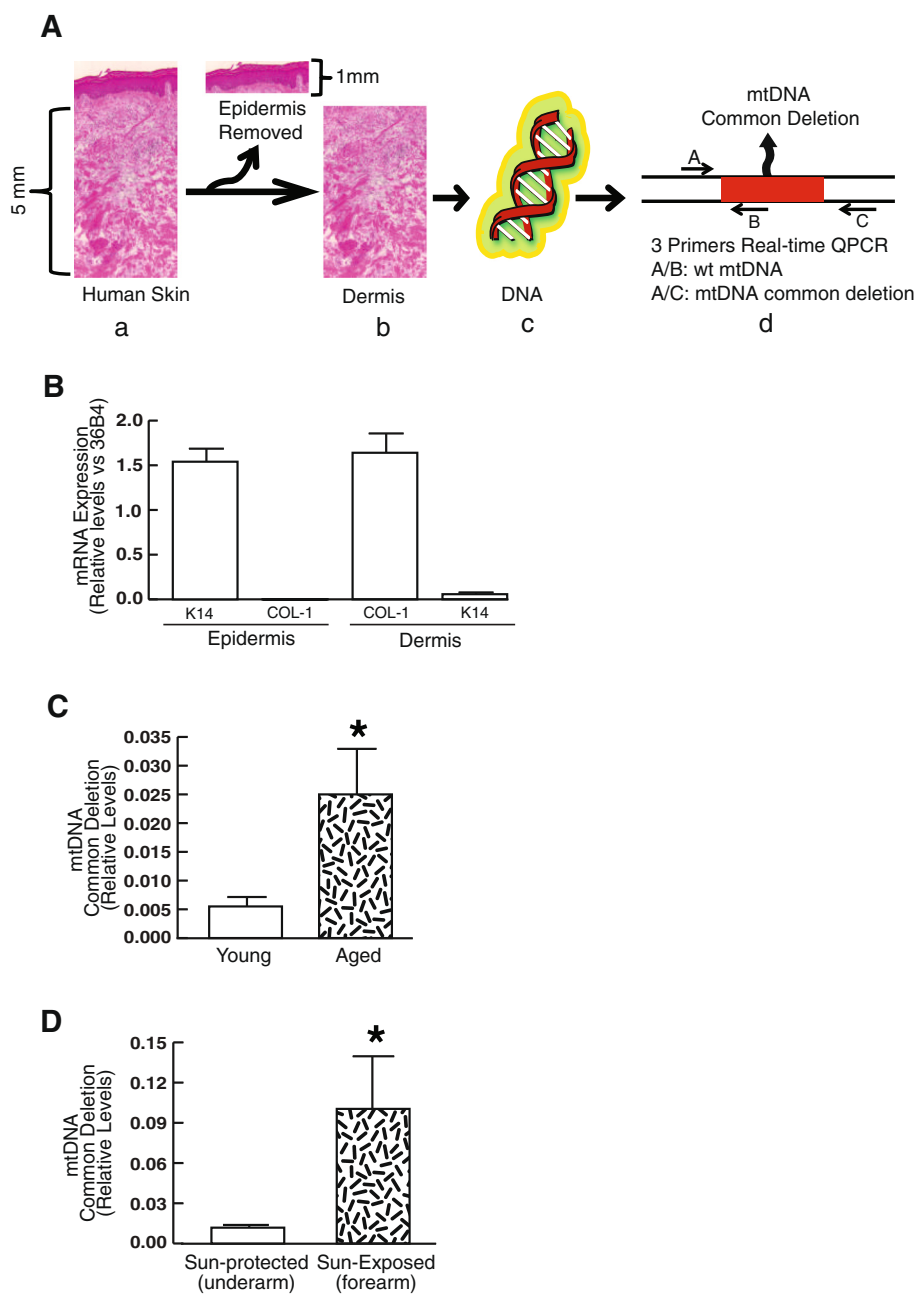 A
1mm
Epidermis
Removed
5 mm
Human Skin
a
Dermis
b
DNA
c
mtDNA
Common Deletion
A
B
C
3 Primers Real-time QPCR
A/B: wt mtDNA
A/C: mtDNA common deletion
d
B
mRNA Expression
(Relative levels vs 36B4)
2.0
1.5
1.0
0.5
0.0
K14 COL-1 COL-1 K14
Epidermis Dermis
C
mtDNA
Common Deletion
(Relative Levels)
0.035
0.030
0.025
0.020
0.015
0.010
0.005
0.000
*
Young Aged
D
mtDNA
Common Deletion
(Relative Levels)
0.15
0.12
0.09
0.06
0.03
0.00
*
Sun-protected Sun-Exposed
(underarm) (forearm)